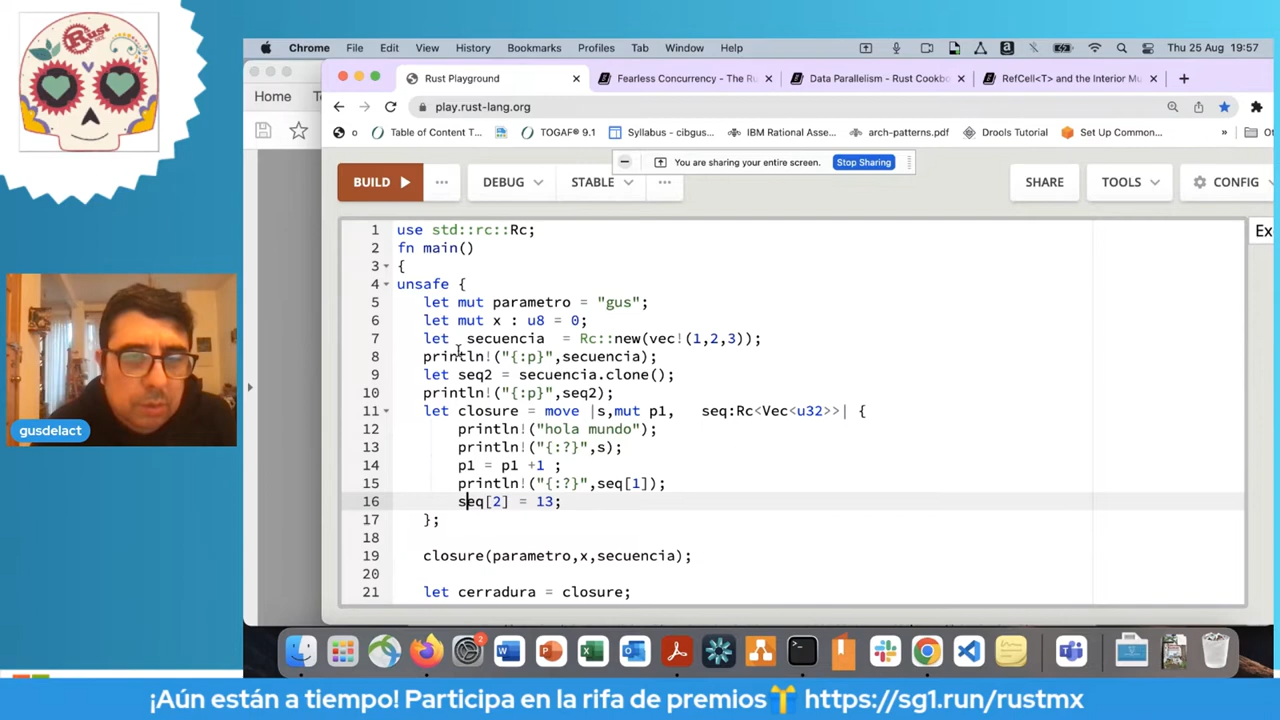 Rust
MX
gusdelact
Chrome File Edit View History Bookmarks Profiles Tab Window Help Thu 25 Aug 19:57
Home
Rust Playground Fearless Concurrency - The Ru Data Parallelism - Rust Cookbo RefCell<T> and the Interior Mu
play.rust-lang.org
o Table of Content T... TOGAF® 9.1 Syllabus - cibgus... IBM Rational Asse... arch-patterns.pdf Drools Tutorial Set Up Common... »
You are sharing your entire screen. Stop Sharing
BUILD ... DEBUG STABLE ... SHARE TOOLS CONFIG
Ex
1 use std::rc::Rc;
2 fn main()
3 {
4 unsafe {
5 let mut parametro = "gus";
6 let mut x : u8 = 0;
7 let secuencia = Rc::new(vec!(1,2,3));
8 println!("{:p}",secuencia);
9 let seq2 = secuencia.clone();
10 println!("{:p}",seq2);
11 let closure = move |s,mut p1, seq:Rc<Vec<u32>>| {
12 println!("hola mundo");
13 println!("{:?}",s);
14 p1 = p1 +1 ;
15 println!("{:?}",seq[1]);
16 seq[2] = 13;
17 };
18
19 closure(parametro,x,secuencia);
20
21 let cerradura = closure;
2
¡Aún están a tiempo! Participa en la rifa de premios https://sg1.run/rustmx